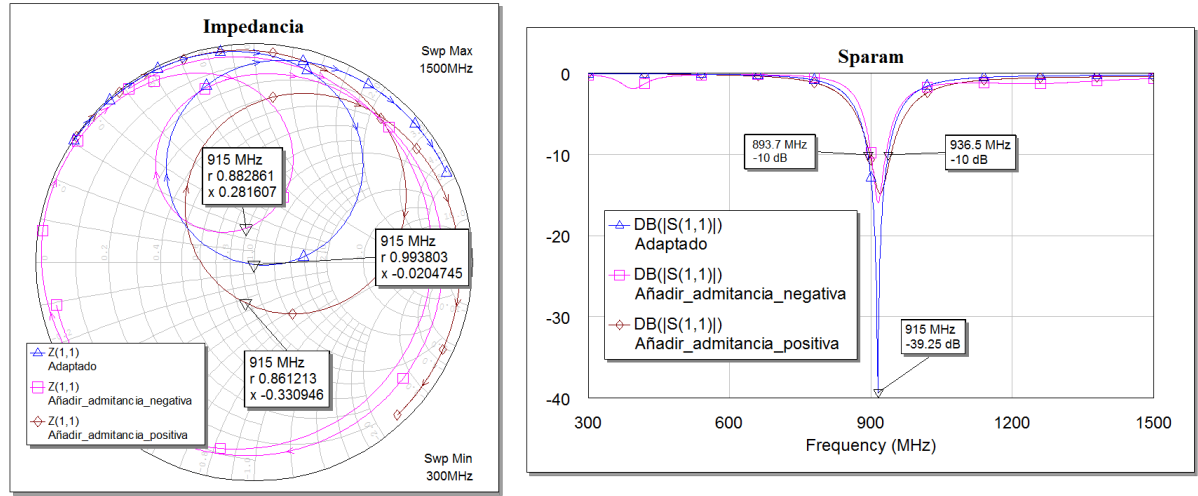 Impedancia
Swp Max
1500MHz
915 MHz
r 0.882861
x 0.281607
915 MHz
r 0.993803
x -0.0204745
915 MHz
r 0.861213
x -0.330946
Z(1,1)
Adaptado
Z(1,1)
Añadir_admitancia_negativa
Z(1,1)
Añadir_admitancia_positiva
Swp Min
300MHz
Sparam
0
-10
-20
-30
-40
893.7 MHz
-10 dB
936.5 MHz
-10 dB
DB(|S(1,1)|)
Adaptado
DB(|S(1,1)|)
Añadir_admitancia_negativa
DB(|S(1,1)|)
Añadir_admitancia_positiva
915 MHz
-39.25 dB
300
600
900
1200
1500
Frequency (MHz)